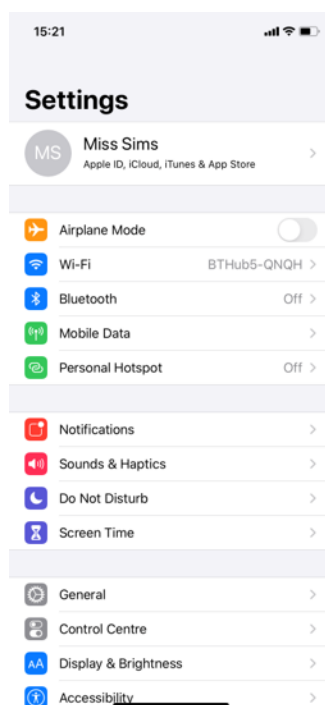 15:21
Settings
MS
Miss Sims
Apple ID, iCloud, iTunes & App Store
Airplane Mode
Wi-Fi BTHub5-QNQH
Bluetooth Off
Mobile Data
Personal Hotspot Off
Notifications
Sounds & Haptics
Do Not Disturb
Screen Time
General
Control Centre
AA Display & Brightness
Accessibility